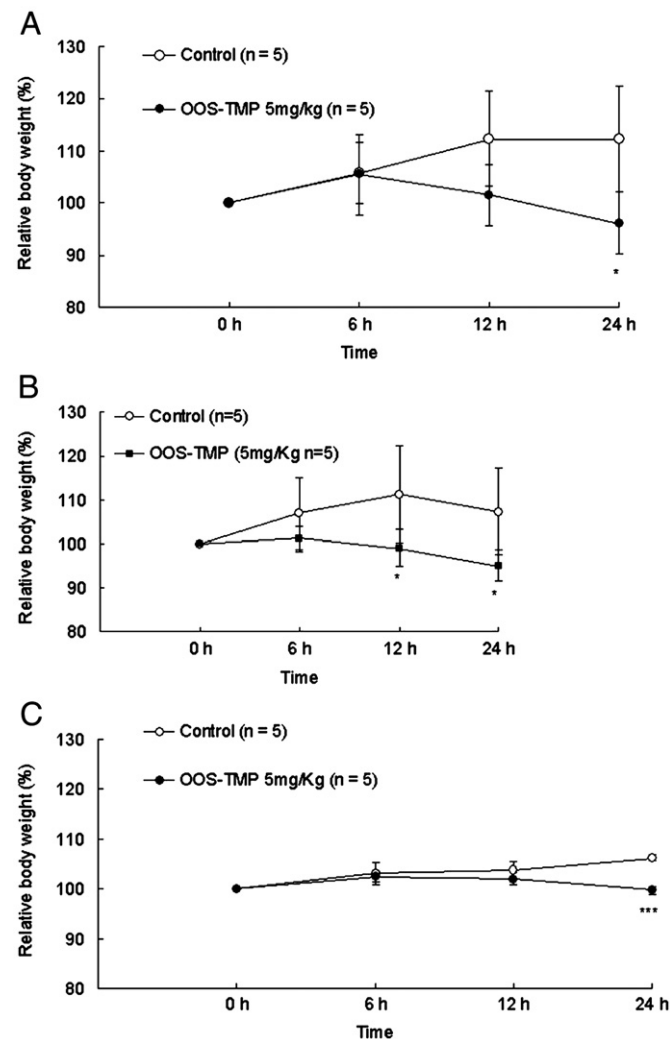 A
130
120
110
100
90
80
Relative body weight (%)
Control (n = 5)
OOS-TMP 5mg/kg (n = 5)
*
0 h
6 h
12 h
24 h
Time
B
130
120
110
100
90
80
Relative body weight (%)
Control (n=5)
OOS-TMP (5mg/Kg n=5)
*
*
0 h
6 h
12 h
24 h
Time
C
130
120
110
100
90
80
Relative body weight (%)
Control (n = 5)
OOS-TMP 5mg/Kg (n = 5)
***
0 h
6 h
12 h
24 h
Time